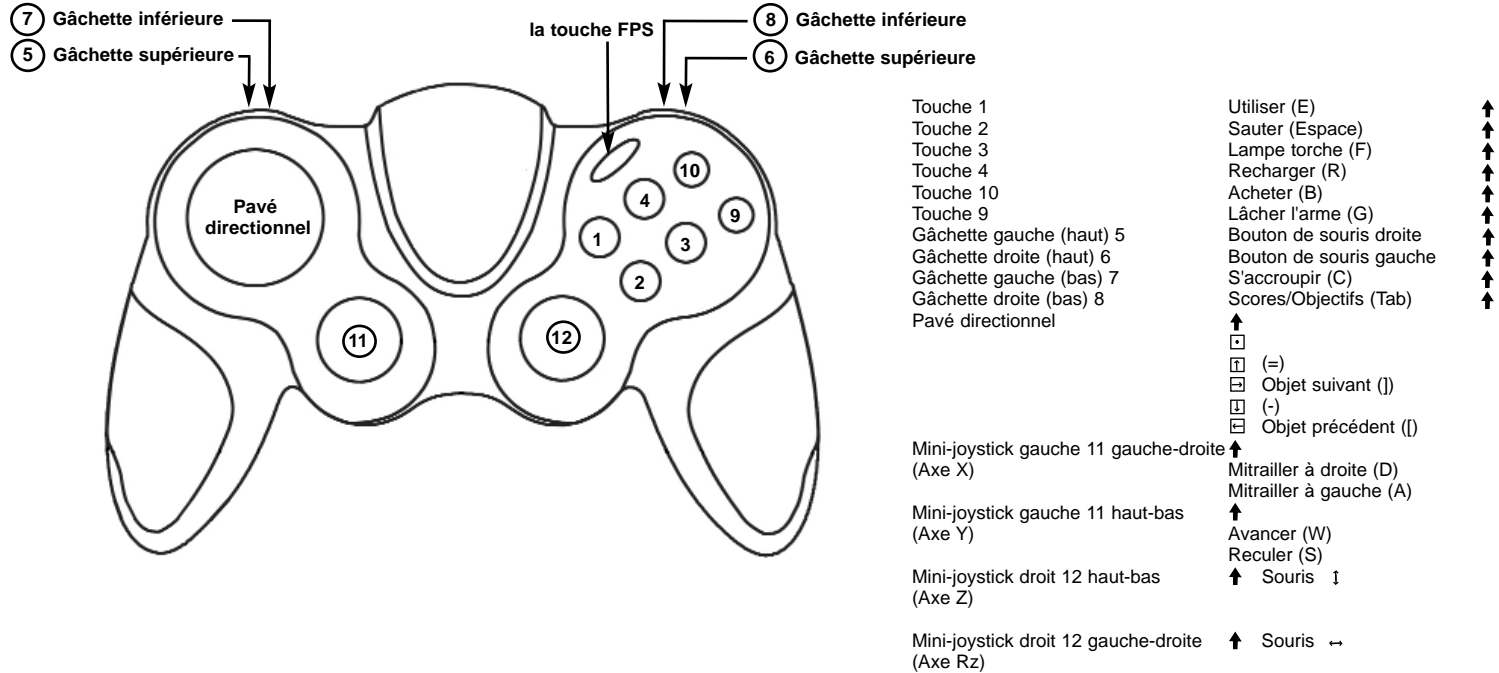 7 Gâchette inférieure
5 Gâchette supérieure
la touche FPS
8 Gâchette inférieure
6 Gâchette supérieure
Pavé
directionnel
10
4
9
1
3
2
11
12
Touche 1 Utiliser (E)
Touche 2 Sauter (Espace)
Touche 3 Lampe torche (F)
Touche 4 Recharger (R)
Touche 10 Acheter (B)
Touche 9 Lâcher l'arme (G)
Gâchette gauche (haut) 5 Bouton de souris droite
Gâchette droite (haut) 6 Bouton de souris gauche
Gâchette gauche (bas) 7 S'accroupir (C)
Gâchette droite (bas) 8 Scores/Objectifs (Tab)
Pavé directionnel
(=)
Objet suivant (])
(-)
Objet précédent ([)
Mini-joystick gauche 11 gauche-droite
(Axe X) Mitrailler à droite (D)
Mitrailler à gauche (A)
Mini-joystick gauche 11 haut-bas
(Axe Y) Avancer (W)
Reculer (S)
Mini-joystick droit 12 haut-bas Souris
(Axe Z)
Mini-joystick droit 12 gauche-droite Souris
(Axe Rz)